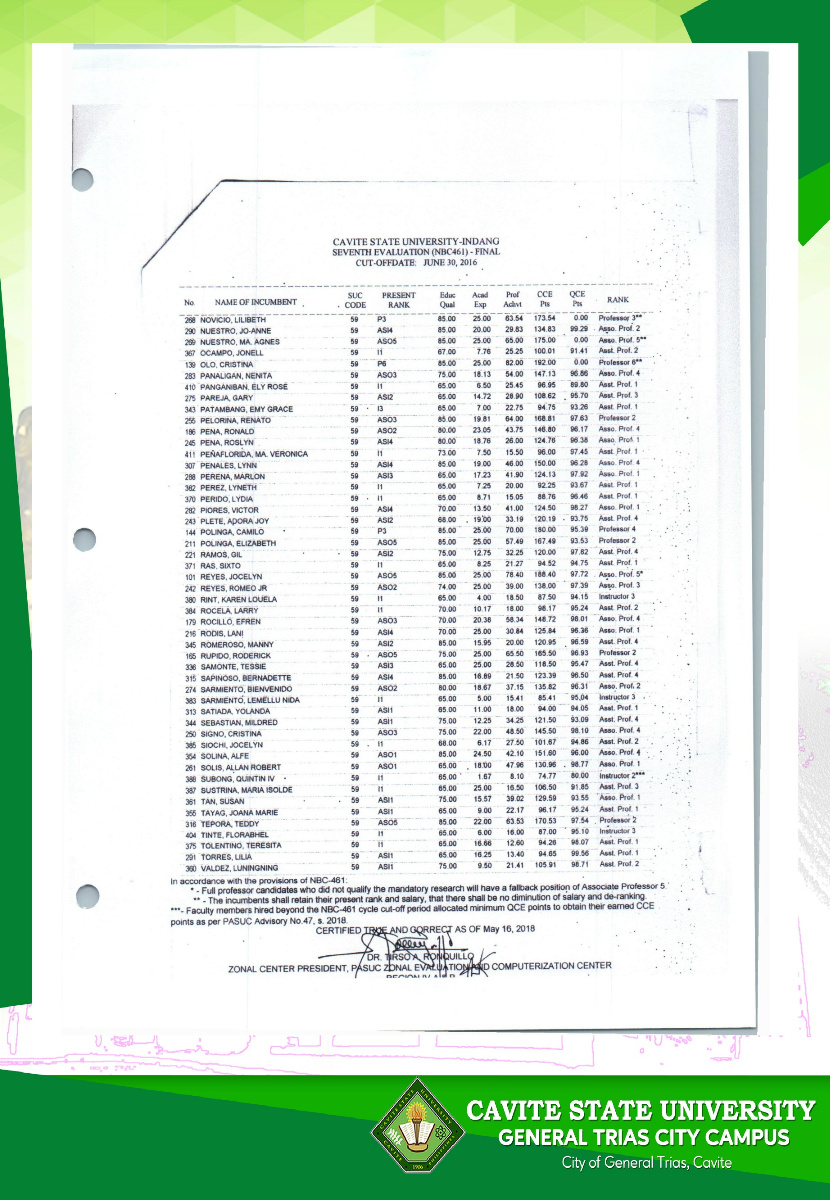 CAVITE STATE UNIVERSITY-INDANG
SEVENTH EVALUATION (NBC461) - FINAL
CUT-OFFDATE: JUNE 30, 2016
No. NAME OF INCUMBENT SUC CODE PRESENT RANK Educ Qual Acad Exp Prof Achvt CCE Pts QCE Pts RANK
268 NOVICIO, LILIBETH 59 P3 85.00 25.00 63.54 173.54 0.00 Professor 3**
290 NUESTRO, JO-ANNE 59 ASI4 85.00 20.00 29.83 134.83 99.29 Asso. Prof. 2
269 NUESTRO, MA. AGNES 59 ASO5 85.00 25.00 65.00 175.00 0.00 Asso. Prof. 5**
367 OCAMPO, JONELL 59 I1 67.00 7.76 25.25 100.01 91.41 Asst. Prof. 2
139 OLO, CRISTINA 59 P6 85.00 25.00 82.00 192.00 0.00 Professor 6**
283 PANALIGAN, NENITA 59 ASO3 75.00 18.13 54.00 147.13 96.86 Asso. Prof. 4
410 PANGANIBAN, ELY ROSE 59 I1 65.00 6.50 25.45 96.95 89.80 Asst. Prof. 1
275 PAREJA, GARY 59 ASI2 65.00 14.72 28.90 108.62 95.70 Asst. Prof. 3
343 PATAMBANG, EMY GRACE 59 I3 65.00 7.00 22.75 94.75 93.26 Asst. Prof. 1
255 PELORINA, RENATO 59 ASO3 85.00 19.81 64.00 168.81 97.63 Professor 2
186 PENA, RONALD 59 ASO2 80.00 23.05 43.75 146.80 96.17 Asso. Prof. 4
245 PENA, ROSLYN 59 ASI4 80.00 18.76 26.00 124.76 96.38 Asso. Prof. 1
411 PEÑAFLORIDA, MA. VERONICA 59 I1 73.00 7.50 15.50 96.00 97.45 Asst. Prof. 1
307 PENALES, LYNN 59 ASI4 85.00 19.00 46.00 150.00 96.28 Asso. Prof. 4
288 PERENA, MARLON 59 ASI3 65.00 17.23 41.90 124.13 97.92 Asso. Prof. 1
382 PEREZ, LYNETH 59 I1 65.00 7.25 20.00 92.25 93.67 Asst. Prof. 1
370 PERIDO, LYDIA 59 I1 65.00 8.71 15.05 88.76 96.46 Asst. Prof. 1
282 PIORES, VICTOR 59 ASI4 70.00 13.50 41.00 124.50 98.27 Asso. Prof. 1
243 PLETE, ADORA JOY 59 ASI2 68.00 19.00 33.19 120.19 93.75 Asst. Prof. 4
144 POLINGA, CAMILO 59 P3 85.00 25.00 70.00 180.00 95.39 Professor 4
211 POLINGA, ELIZABETH 59 ASO5 85.00 25.00 57.49 167.49 93.53 Professor 2
221 RAMOS, GIL 59 ASI2 75.00 12.75 32.25 120.00 97.82 Asst. Prof. 4
371 RAS, SIXTO 59 I1 65.00 8.25 21.27 94.52 94.75 Asst. Prof. 1
101 REYES, JOCELYN 59 ASO5 85.00 25.00 78.40 188.40 97.72 Asso. Prof. 5*
242 REYES, ROMEO JR 59 ASO2 74.00 25.00 39.00 138.00 97.39 Asso. Prof. 3
380 RINT, KAREN LOUELA 59 I1 65.00 4.00 18.50 87.50 94.15 Instructor 3
384 ROCELA, LARRY 59 I1 70.00 10.17 18.00 98.17 95.24 Asst. Prof. 2
179 ROCILLO, EFREN 59 ASO3 70.00 20.38 58.34 148.72 98.01 Asso. Prof. 4
216 RODIS, LANI 59 ASI4 70.00 25.00 30.84 125.84 96.36 Asso. Prof. 1
345 ROMEROSO, MANNY 59 ASI2 85.00 15.95 20.00 120.95 96.59 Asst. Prof. 4
165 RUPIDO, RODERICK 59 ASO5 75.00 25.00 65.50 165.50 96.93 Professor 2
336 SAMONTE, TESSIE 59 ASI3 65.00 25.00 28.50 118.50 95.47 Asst. Prof. 4
315 SAPINOSO, BERNADETTE 59 ASI4 85.00 16.89 21.50 123.39 96.50 Asst. Prof. 4
274 SARMIENTO, BIENVENIDO 59 ASO2 80.00 18.67 37.15 135.82 96.31 Asso. Prof. 2
383 SARMIENTO, LEMELLU NIDA 59 I1 65.00 5.00 15.41 85.41 95.04 Instructor 3
313 SATIADA, YOLANDA 59 ASI1 65.00 11.00 18.00 94.00 94.05 Asst. Prof. 1
344 SEBASTIAN, MILDRED 59 ASI1 75.00 12.25 34.25 121.50 93.09 Asst. Prof. 4
250 SIGNO, CRISTINA 59 ASO3 75.00 22.00 48.50 145.50 98.10 Asso. Prof. 4
365 SIOCHI, JOCELYN 59 I1 68.00 6.17 27.50 101.67 94.86 Asst. Prof. 2
354 SOLINA, ALFE 59 ASO1 85.00 24.50 42.10 151.60 96.00 Asso. Prof. 4
261 SOLIS, ALLAN ROBERT 59 ASO1 65.00 18.00 47.96 130.96 98.77 Asso. Prof. 1
388 SUBONG, QUINTIN IV 59 I1 65.00 1.67 8.10 74.77 80.00 Instructor 2***
387 SUSTRINA, MARIA ISOLDE 59 I1 65.00 25.00 16.50 106.50 91.85 Asst. Prof. 3
361 TAN, SUSAN 59 ASI1 75.00 15.57 39.02 129.59 93.55 Asso. Prof. 1
355 TAYAG, JOANA MARIE 59 ASI1 65.00 9.00 22.17 96.17 95.24 Asst. Prof. 1
316 TEPORA, TEDDY 59 ASO5 85.00 22.00 63.53 170.53 97.54 Professor 2
404 TINTE, FLORABHEL 59 I1 65.00 6.00 16.00 87.00 95.10 Instructor 3
375 TOLENTINO, TERESITA 59 I1 65.00 16.66 12.60 94.26 98.07 Asst. Prof. 1
291 TORRES, LILIA 59 ASI1 65.00 16.25 13.40 94.65 99.56 Asst. Prof. 1
360 VALDEZ, LUNINGNING 59 ASI1 75.00 9.50 21.41 105.91 98.71 Asst. Prof. 2
In accordance with the provisions of NBC-461:
* - Full professor candidates who did not qualify the mandatory research will have a fallback position of Associate Professor 5.
** - The incumbents shall retain their present rank and salary, that there shall be no diminution of salary and de-ranking.
***- Faculty members hired beyond the NBC-461 cycle cut-off period allocated minimum QCE points to obtain their earned CCE
points as per PASUC Advisory No.47, s. 2018.
CERTIFIED TRUE AND CORRECT AS OF May 16, 2018
DR. TIRSO A. RONQUILLO
ZONAL CENTER PRESIDENT, PASUC ZONAL EVALUATION AND COMPUTERIZATION CENTER
CAVITE STATE UNIVERSITY
GENERAL TRIAS CITY CAMPUS
City of General Trias, Cavite